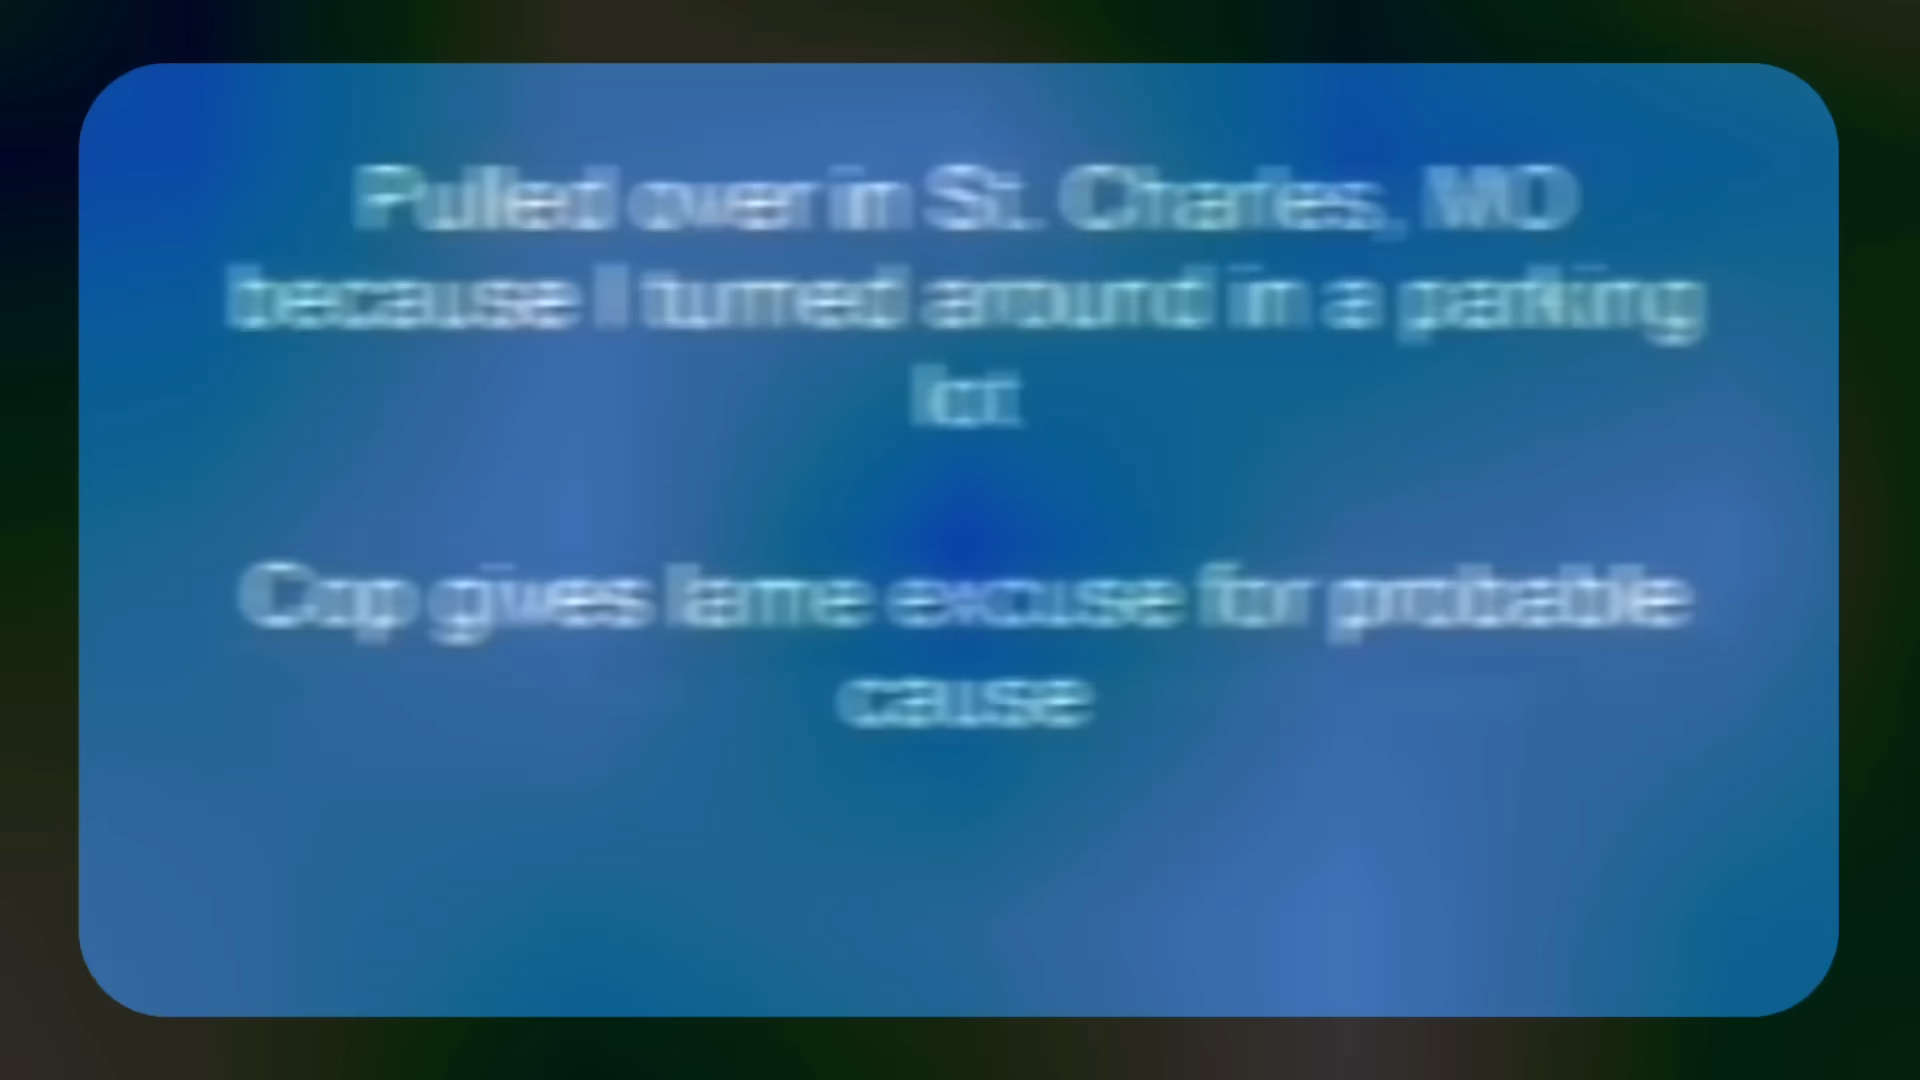 Pulled over in St. Charles, MO
because I turned around in a parking
lot
Cop gives lame excuse for probable
cause